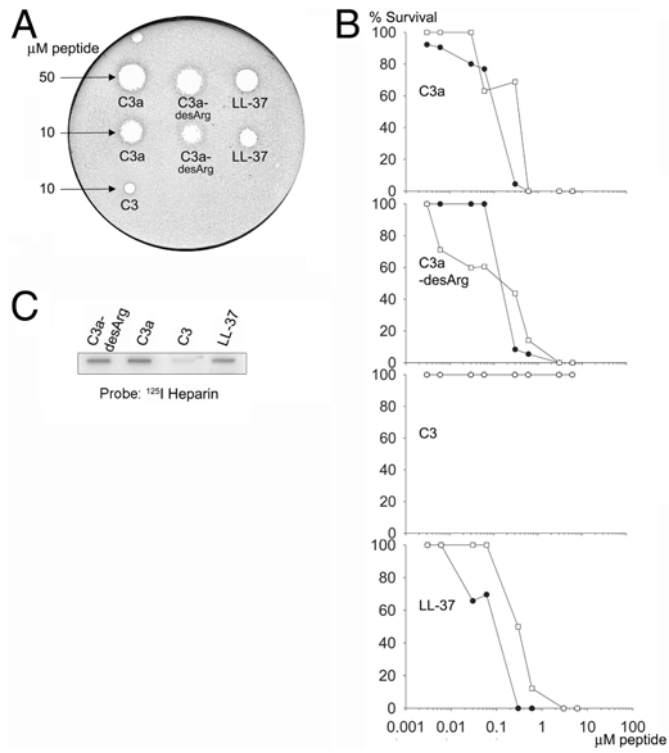 A
μM peptide
50
C3a
C3a-
desArg
LL-37
10
C3a
C3a-
desArg
LL-37
10
C3
B
% Survival
100
80
60
40
20
0
C3a
100
80
60
40
20
0
C3a
-desArg
100
80
60
40
20
0
C3
100
80
60
40
20
0
LL-37
0.001
0.01
0.1
1
10
100
μM peptide
C
C3a-
desArg
C3a
C3
LL-37
Probe: ¹²⁵I Heparin